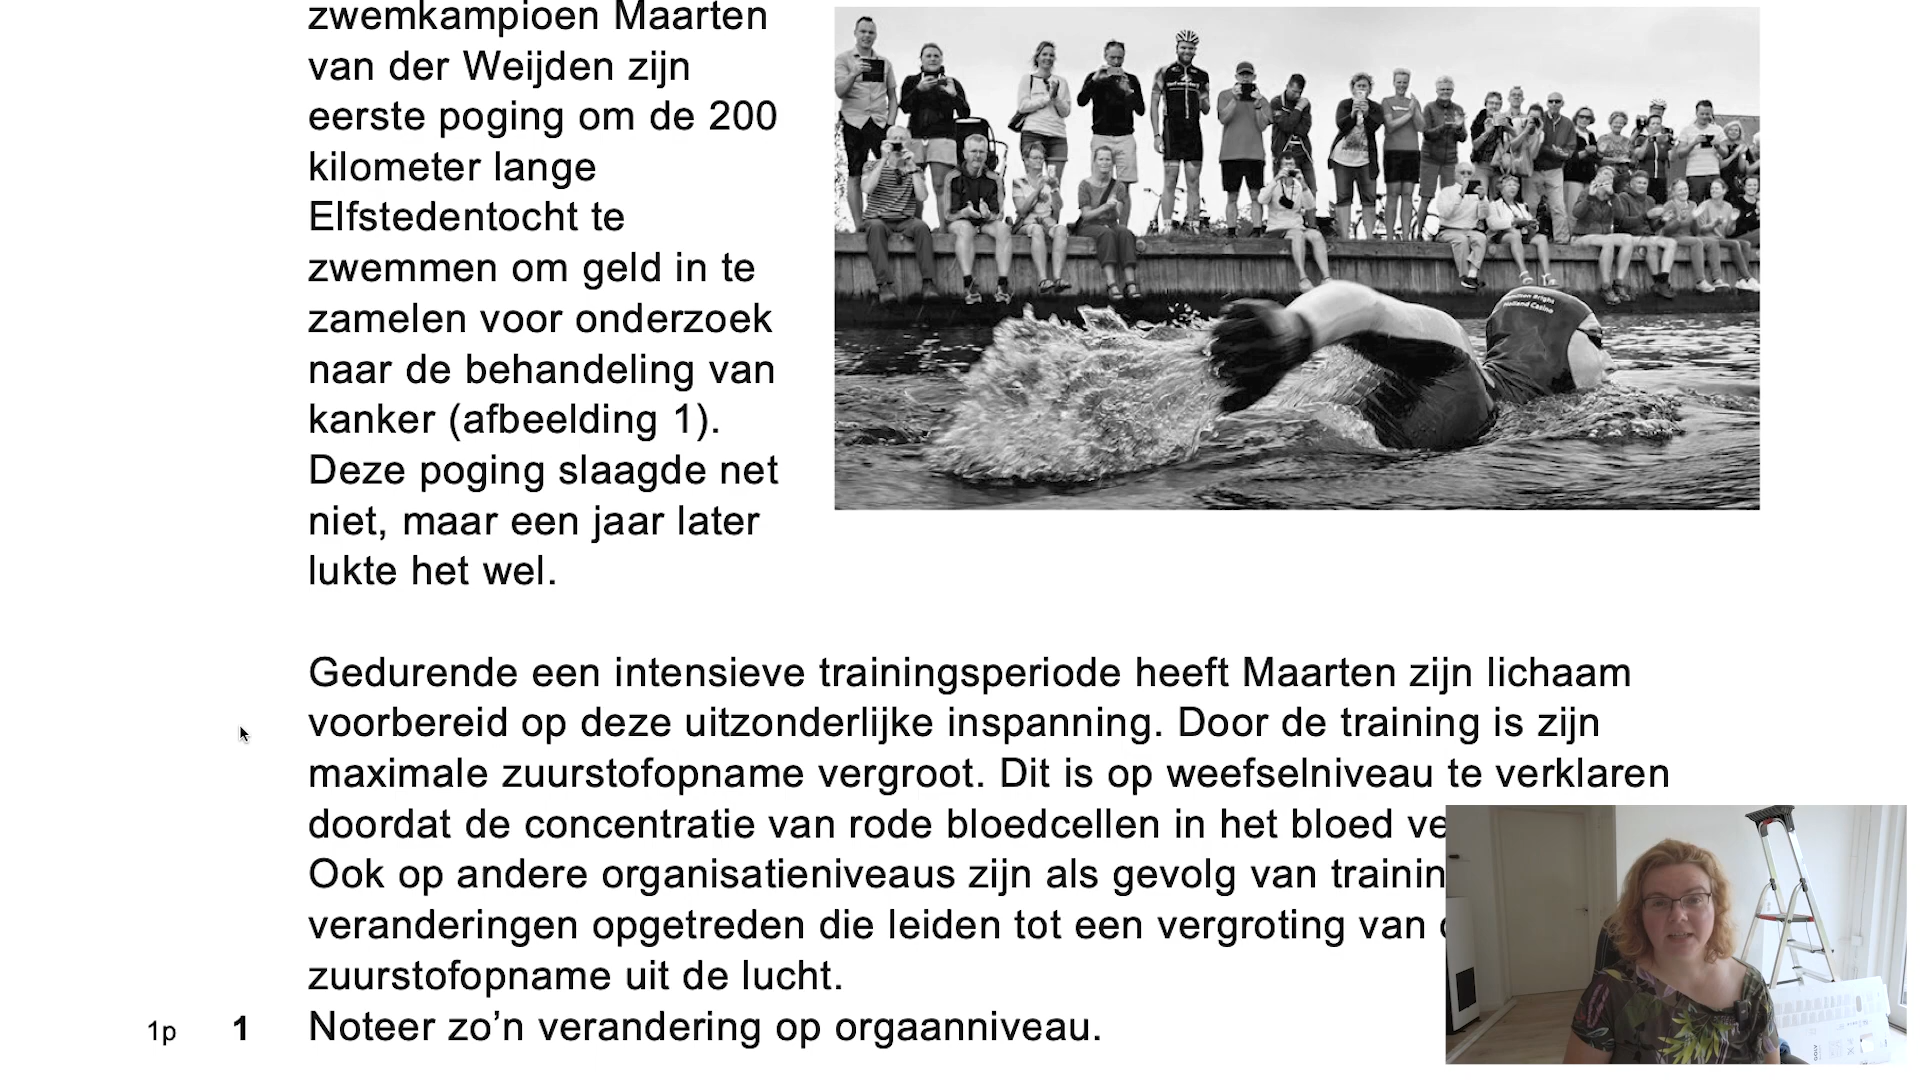 zwemkampioen Maarten
van der Weijden zijn
eerste poging om de 200
kilometer lange
Elfstedentocht te
zwemmen om geld in te
zamelen voor onderzoek
naar de behandeling van
kanker (afbeelding 1).
Deze poging slaagde net
niet, maar een jaar later
lukte het wel.
Gedurende een intensieve trainingsperiode heeft Maarten zijn lichaam
voorbereid op deze uitzonderlijke inspanning. Door de training is zijn
maximale zuurstofopname vergroot. Dit is op weefselniveau te verklaren
doordat de concentratie van rode bloedcellen in het bloed ve
Ook op andere organisatieniveaus zijn als gevolg van trainin
veranderingen opgetreden die leiden tot een vergroting van
zuurstofopname uit de lucht.
1p 1 Noteer zo’n verandering op orgaanniveau.
Holland Casino